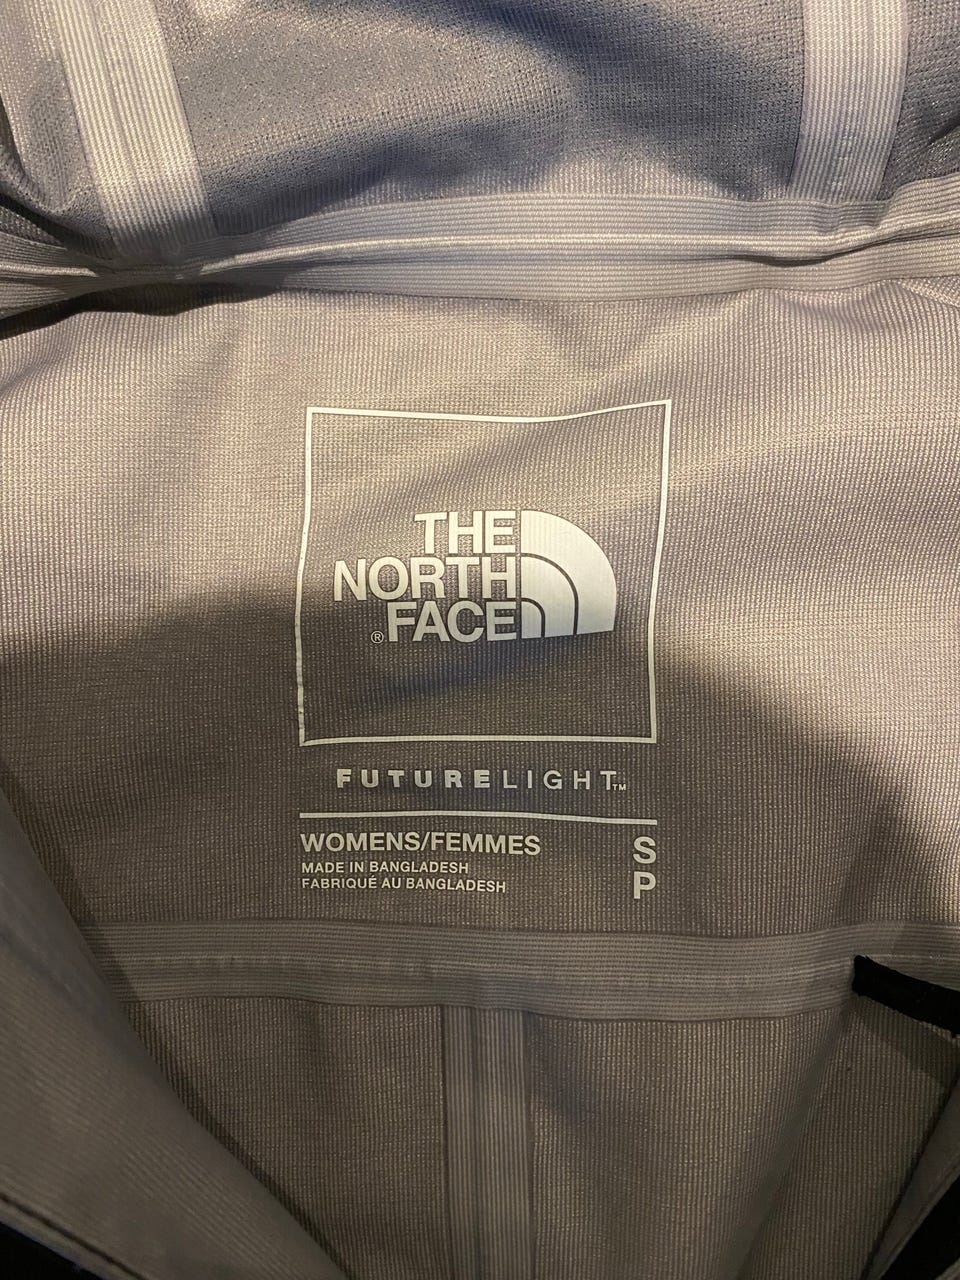 THE
NORTH
® FACE
FUTURELIGHT™
WOMENS/FEMMES S
MADE IN BANGLADESH
FABRIQUÉ AU BANGLADESH P